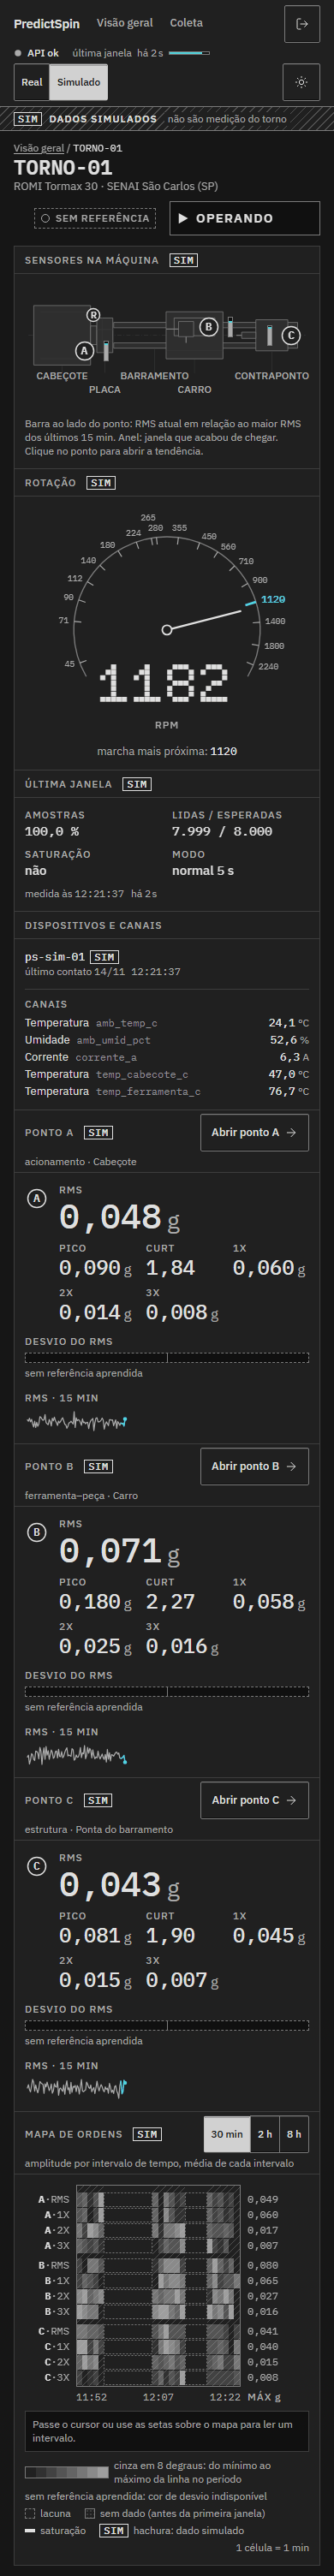 PredictSpin Visão geral Coleta
API ok última janela há 2 s
Real Simulado
SIM DADOS SIMULADOS não são medição do torno
Visão geral / TORNO-01
TORNO-01
ROMI Tormax 30 · SENAI São Carlos (SP)
SEM REFERÊNCIA OPERANDO
SENSORES NA MÁQUINA SIM
R
A
B
C
CABEÇOTE BARRAMENTO CONTRAPONTO
PLACA CARRO
Barra ao lado do ponto: RMS atual em relação ao maior RMS
dos últimos 15 min. Anel: janela que acabou de chegar.
Clique no ponto para abrir a tendência.
ROTAÇÃO SIM
45
71
90
112
140
180
224
265
280
355
450
560
710
900
1120
1400
1800
2240
1182
RPM
marcha mais próxima: 1120
ÚLTIMA JANELA SIM
AMOSTRAS LIDAS / ESPERADAS
100,0 % 7.999 / 8.000
SATURAÇÃO MODO
não normal 5 s
medida às 12:21:37 há 2 s
DISPOSITIVOS E CANAIS
ps-sim-01 SIM
último contato 14/11 12:21:37
CANAIS
Temperatura amb_temp_c 24,1 °C
Umidade amb_umid_pct 52,6 %
Corrente corrente_a 6,3 A
Temperatura temp_cabecote_c 47,0 °C
Temperatura temp_ferramenta_c 76,7 °C
PONTO A SIM Abrir ponto A →
acionamento · Cabeçote
A RMS
0,048 g
PICO CURT 1X
0,090 g 1,84 0,060 g
2X 3X
0,014 g 0,008 g
DESVIO DO RMS
sem referência aprendida
RMS · 15 MIN
PONTO B SIM Abrir ponto B →
ferramenta–peça · Carro
B RMS
0,071 g
PICO CURT 1X
0,180 g 2,27 0,058 g
2X 3X
0,025 g 0,016 g
DESVIO DO RMS
sem referência aprendida
RMS · 15 MIN
PONTO C SIM Abrir ponto C →
estrutura · Ponta do barramento
C RMS
0,043 g
PICO CURT 1X
0,081 g 1,90 0,045 g
2X 3X
0,015 g 0,007 g
DESVIO DO RMS
sem referência aprendida
RMS · 15 MIN
MAPA DE ORDENS SIM 30 min 2 h 8 h
amplitude por intervalo de tempo, média de cada intervalo
A·RMS 0,049
A·1X 0,060
A·2X 0,017
A·3X 0,007
B·RMS 0,080
B·1X 0,065
B·2X 0,027
B·3X 0,016
C·RMS 0,041
C·1X 0,040
C·2X 0,015
C·3X 0,008
11:52 12:07 12:22 MÁX g
Passe o cursor ou use as setas sobre o mapa para ler um
intervalo.
cinza em 8 degraus: do mínimo ao
máximo da linha no período
sem referência aprendida: cor de desvio indisponível
lacuna sem dado (antes da primeira janela)
saturação SIM hachura: dado simulado
1 célula = 1 min